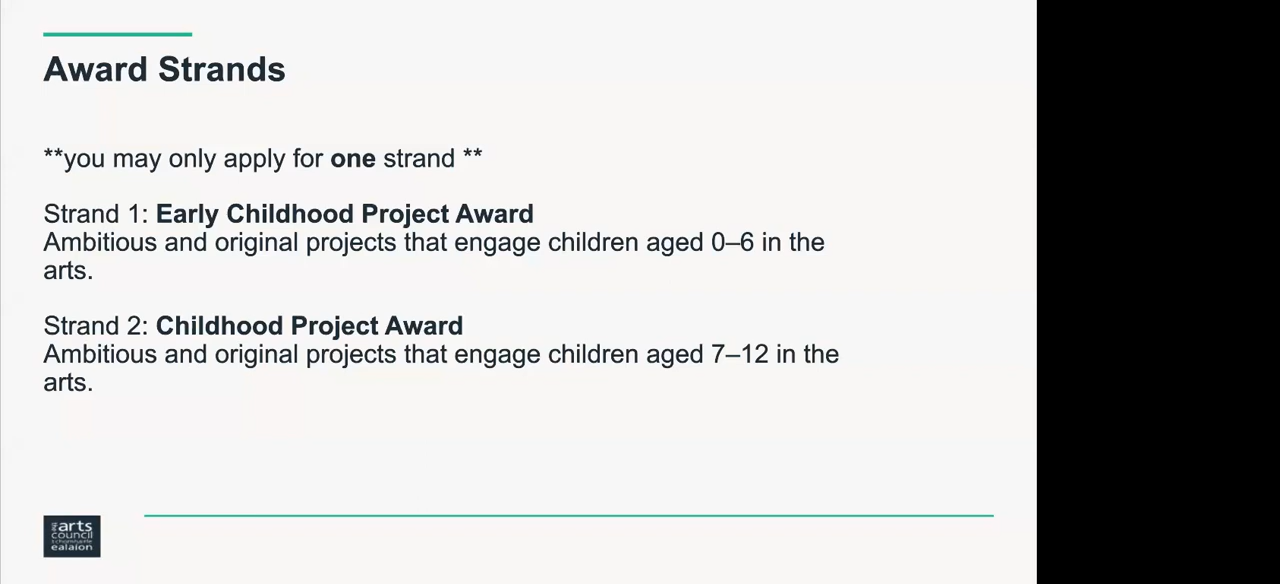 Award Strands
**you may only apply for one strand **
Strand 1: Early Childhood Project Award
Ambitious and original projects that engage children aged 0–6 in the
arts.
Strand 2: Childhood Project Award
Ambitious and original projects that engage children aged 7–12 in the
arts.
the arts
council
ealaíon